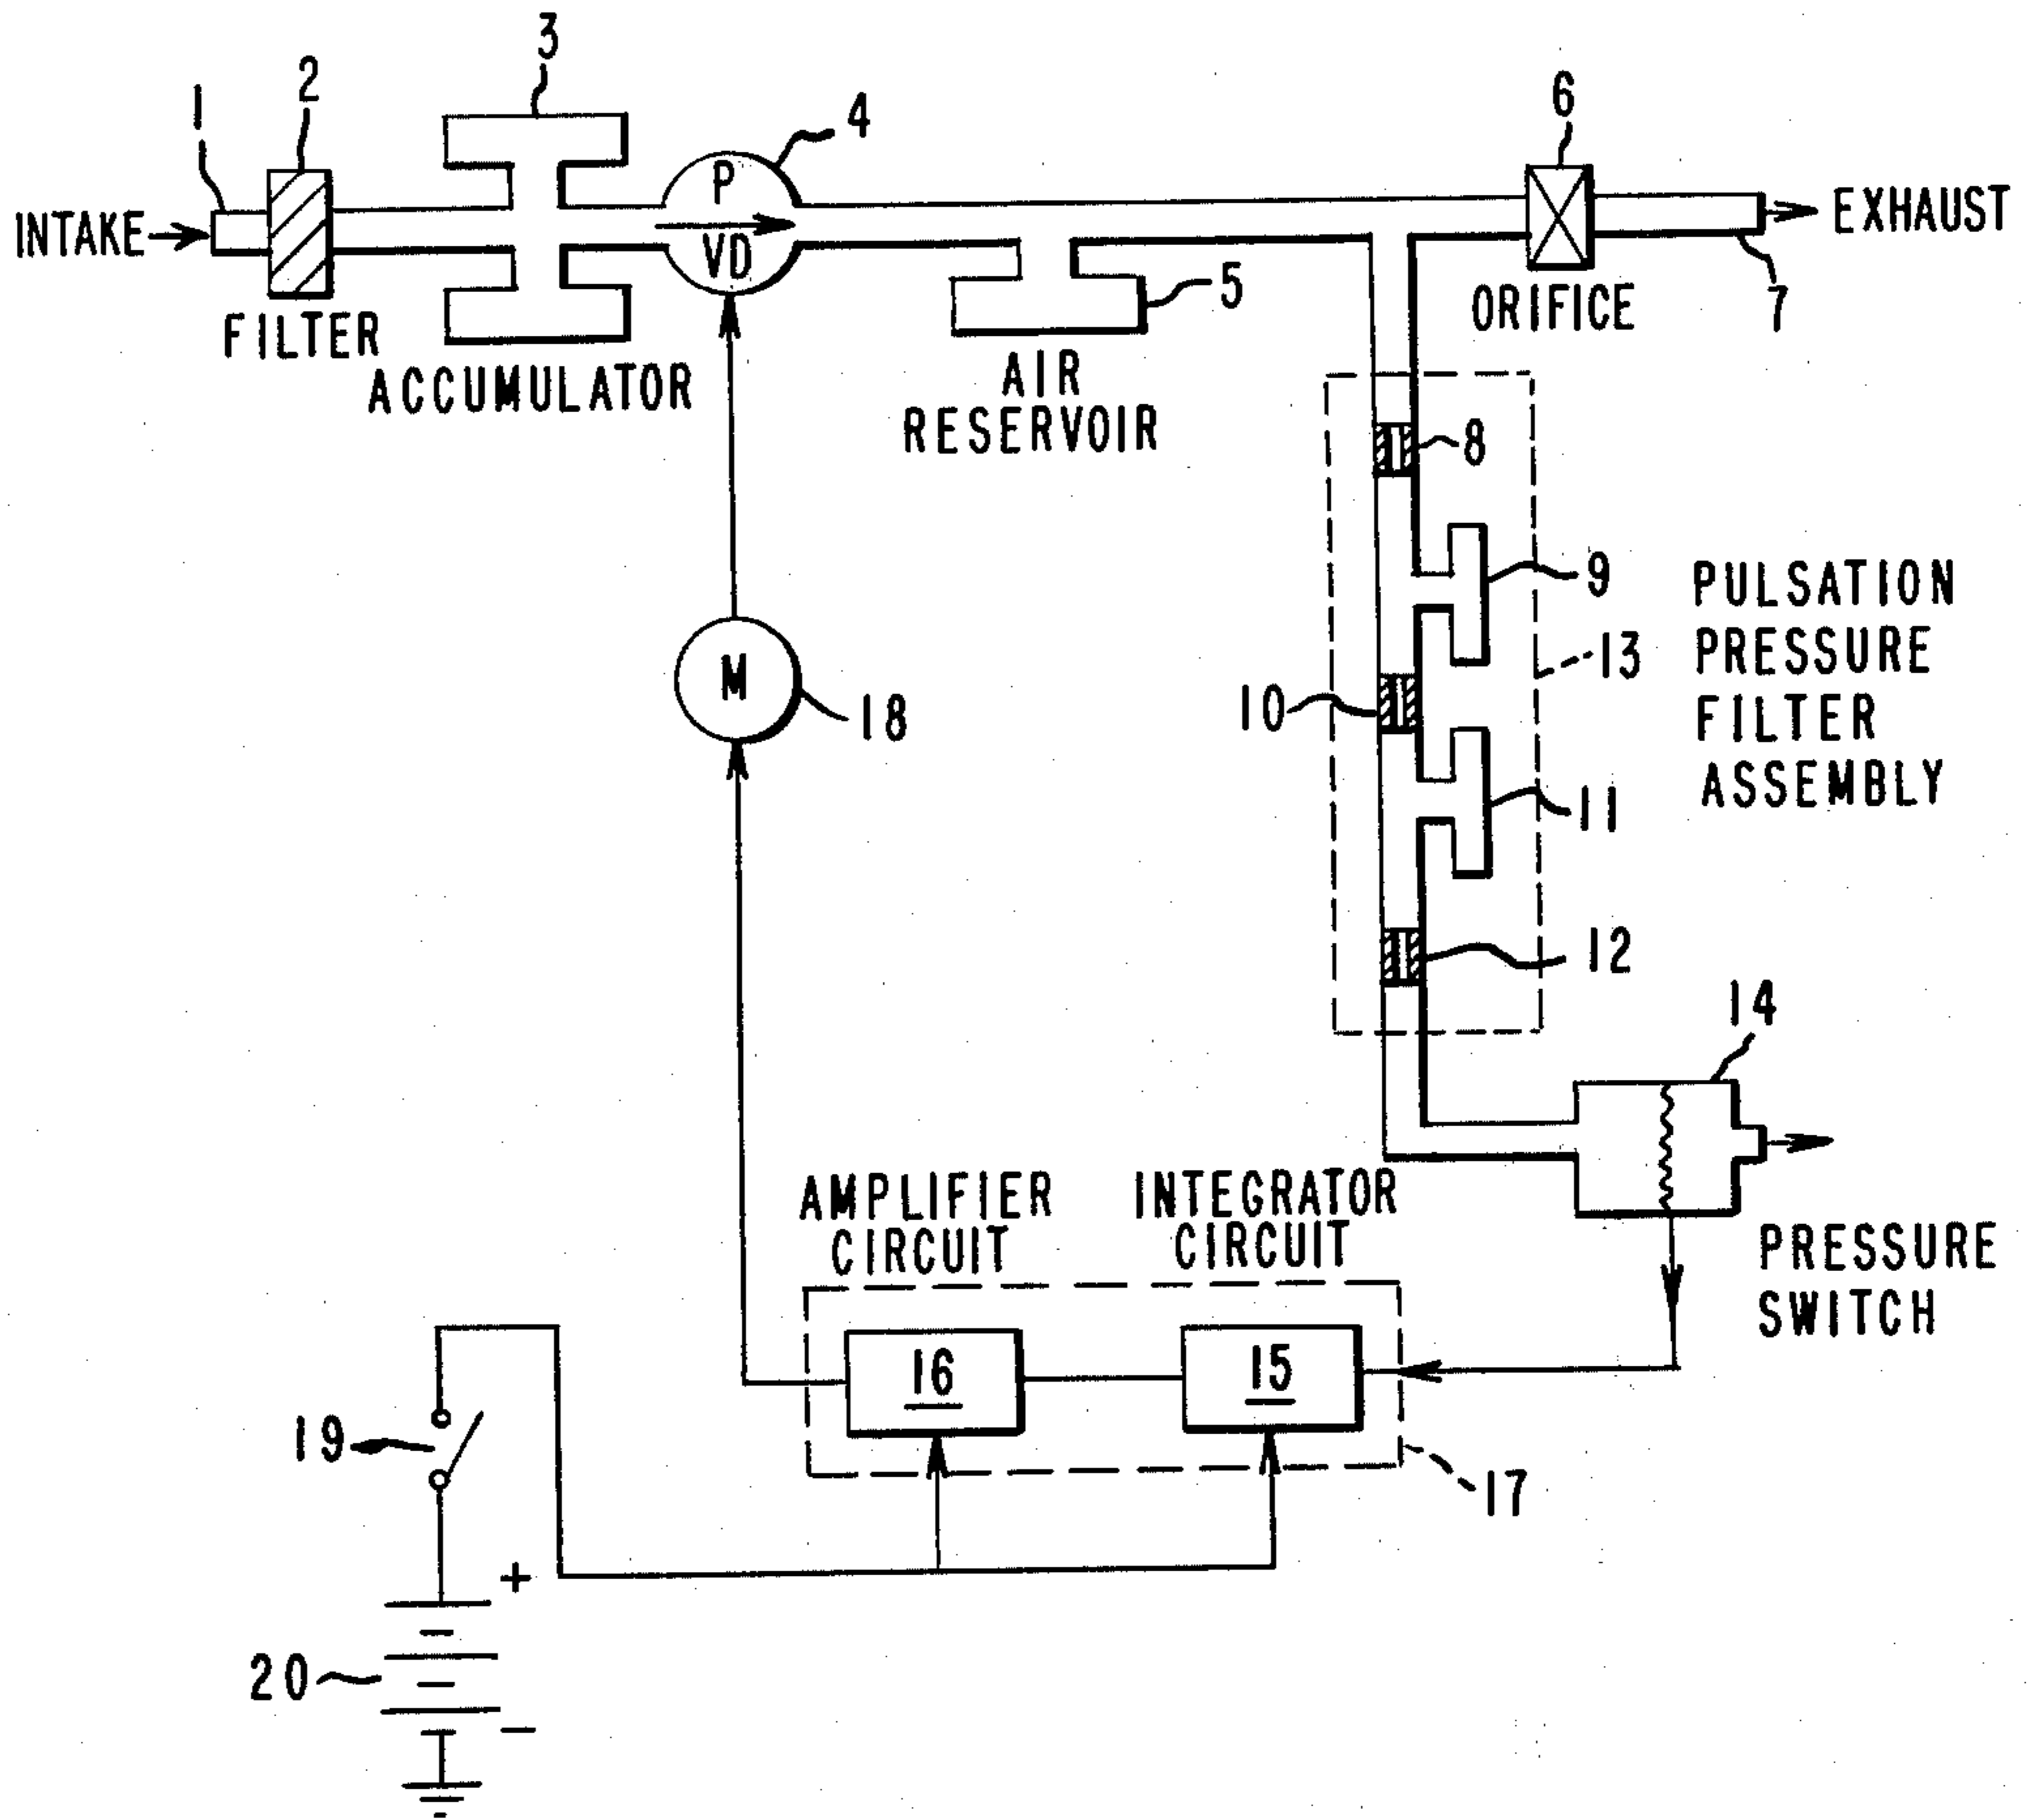 3
2
1
4
6
P
VD
INTAKE
EXHAUST
FILTER
ACCUMULATOR
5
AIR
RESERVOIR
ORIFICE
7
8
9
PULSATION
PRESSURE
FILTER
ASSEMBLY
13
10
11
12
M
18
14
PRESSURE
SWITCH
AMPLIFIER
CIRCUIT
INTEGRATOR
CIRCUIT
16
15
17
19
+
20
−